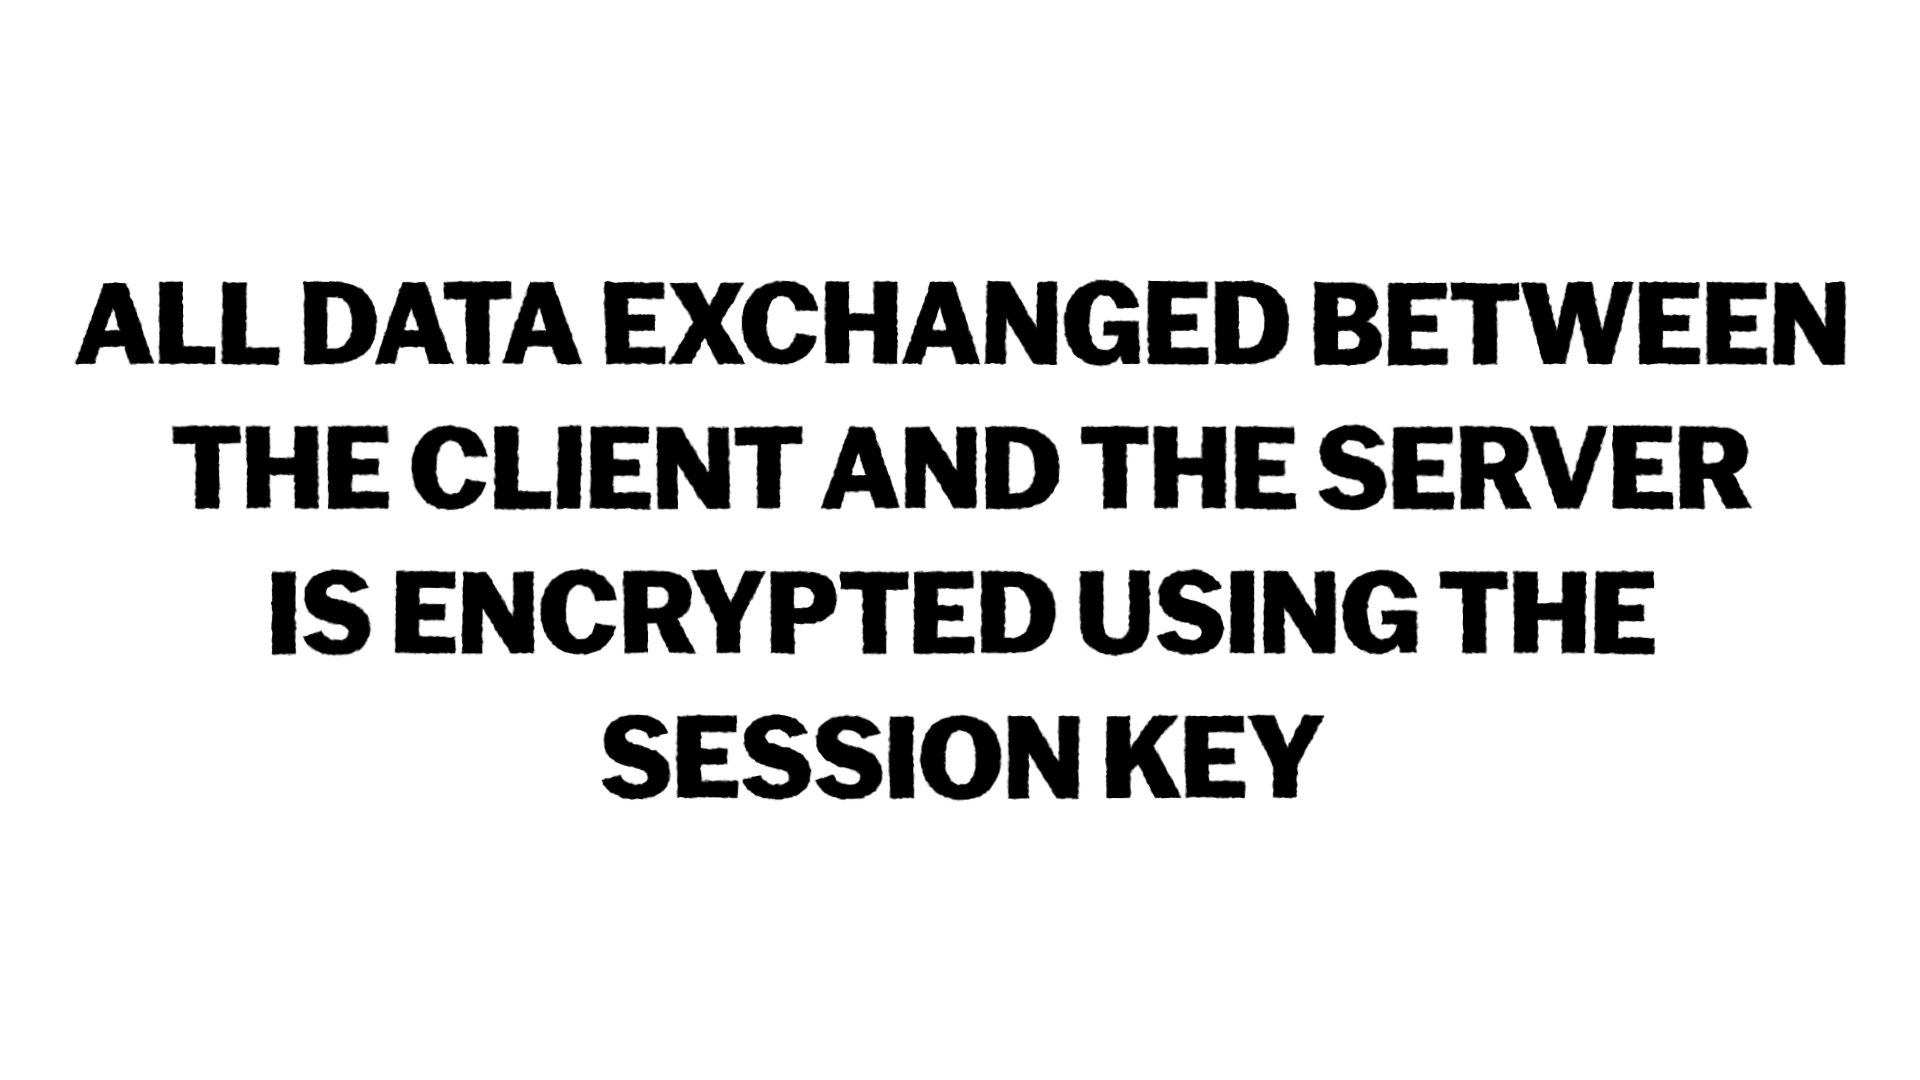 ALL DATA EXCHANGED BETWEEN
THE CLIENT AND THE SERVER
IS ENCRYPTED USING THE
SESSION KEY